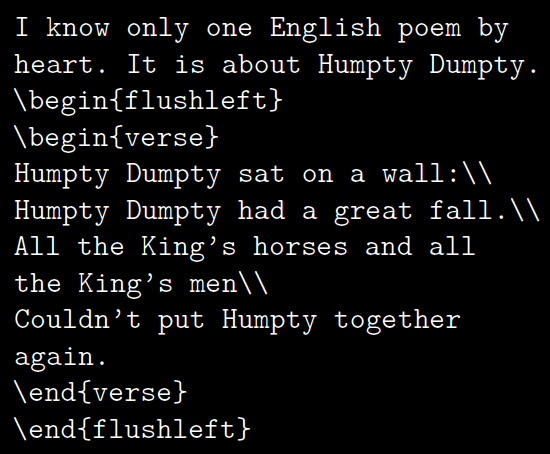 I know only one English poem by
heart. It is about Humpty Dumpty.
\begin{flushleft}
\begin{verse}
Humpty Dumpty sat on a wall:\\
Humpty Dumpty had a great fall.\\
All the King’s horses and all
the King’s men\\
Couldn’t put Humpty together
again.
\end{verse}
\end{flushleft}